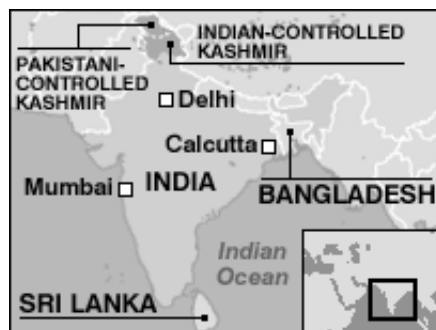 INDIAN-CONTROLLED
KASHMIR
PAKISTANI-
CONTROLLED
KASHMIR
Delhi
Calcutta
Mumbai
INDIA
BANGLADESH
Indian
Ocean
SRI LANKA